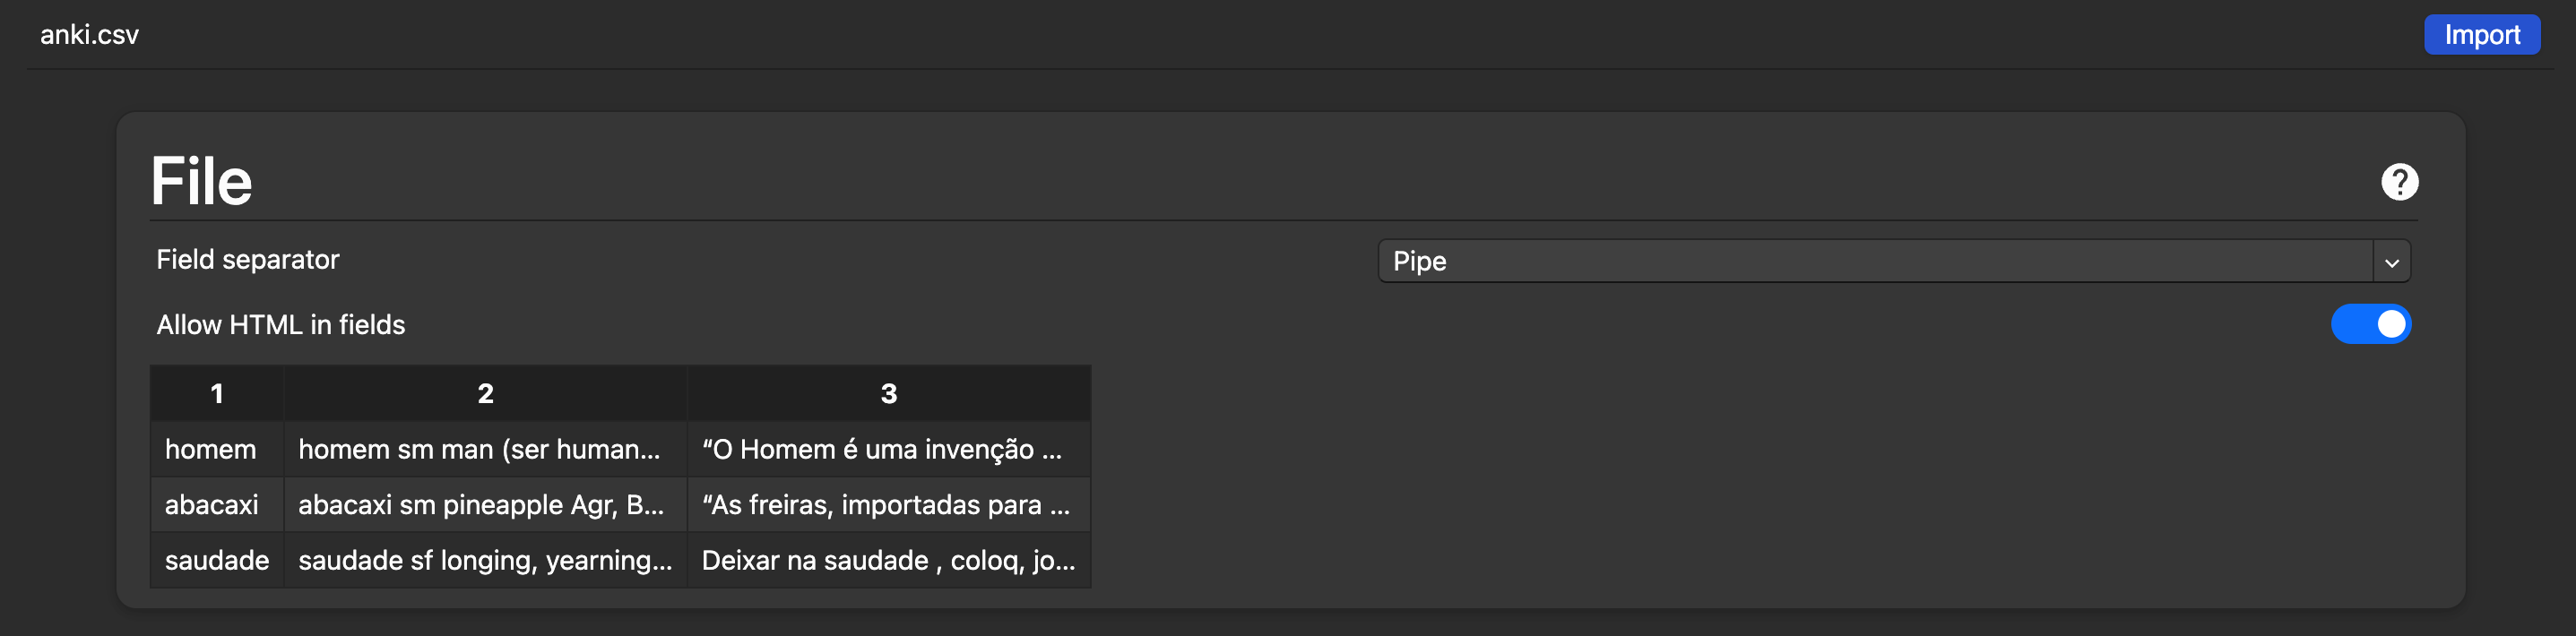 anki.csv
Import
File
?
Field separator
Pipe
Allow HTML in fields
1 2 3
homem homem sm man (ser human... “O Homem é uma invenção ...
abacaxi abacaxi sm pineapple Agr, B... “As freiras, importadas para ...
saudade saudade sf longing, yearning... Deixar na saudade , coloq, jo...